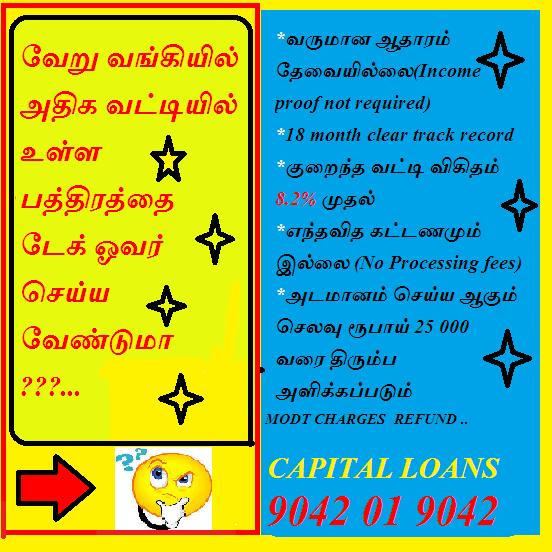 வேறு வங்கியில்
அதிக வட்டியில்
உள்ள
பத்திரத்தை
டேக் ஓவர்
செய்ய
வேண்டுமா
???...
*வருமான ஆதாரம்
தேவையில்லை(Income
proof not required)
*18 month clear track record
*குறைந்த வட்டி விகிதம்
8.2% முதல்
*எந்தவித கட்டணமும்
இல்லை (No Processing fees)
*அடமானம் செய்ய ஆகும்
செலவு ரூபாய் 25 000
வரை திரும்ப
அளிக்கப்படும்
MODT CHARGES REFUND ..
CAPITAL LOANS
9042 01 9042
??